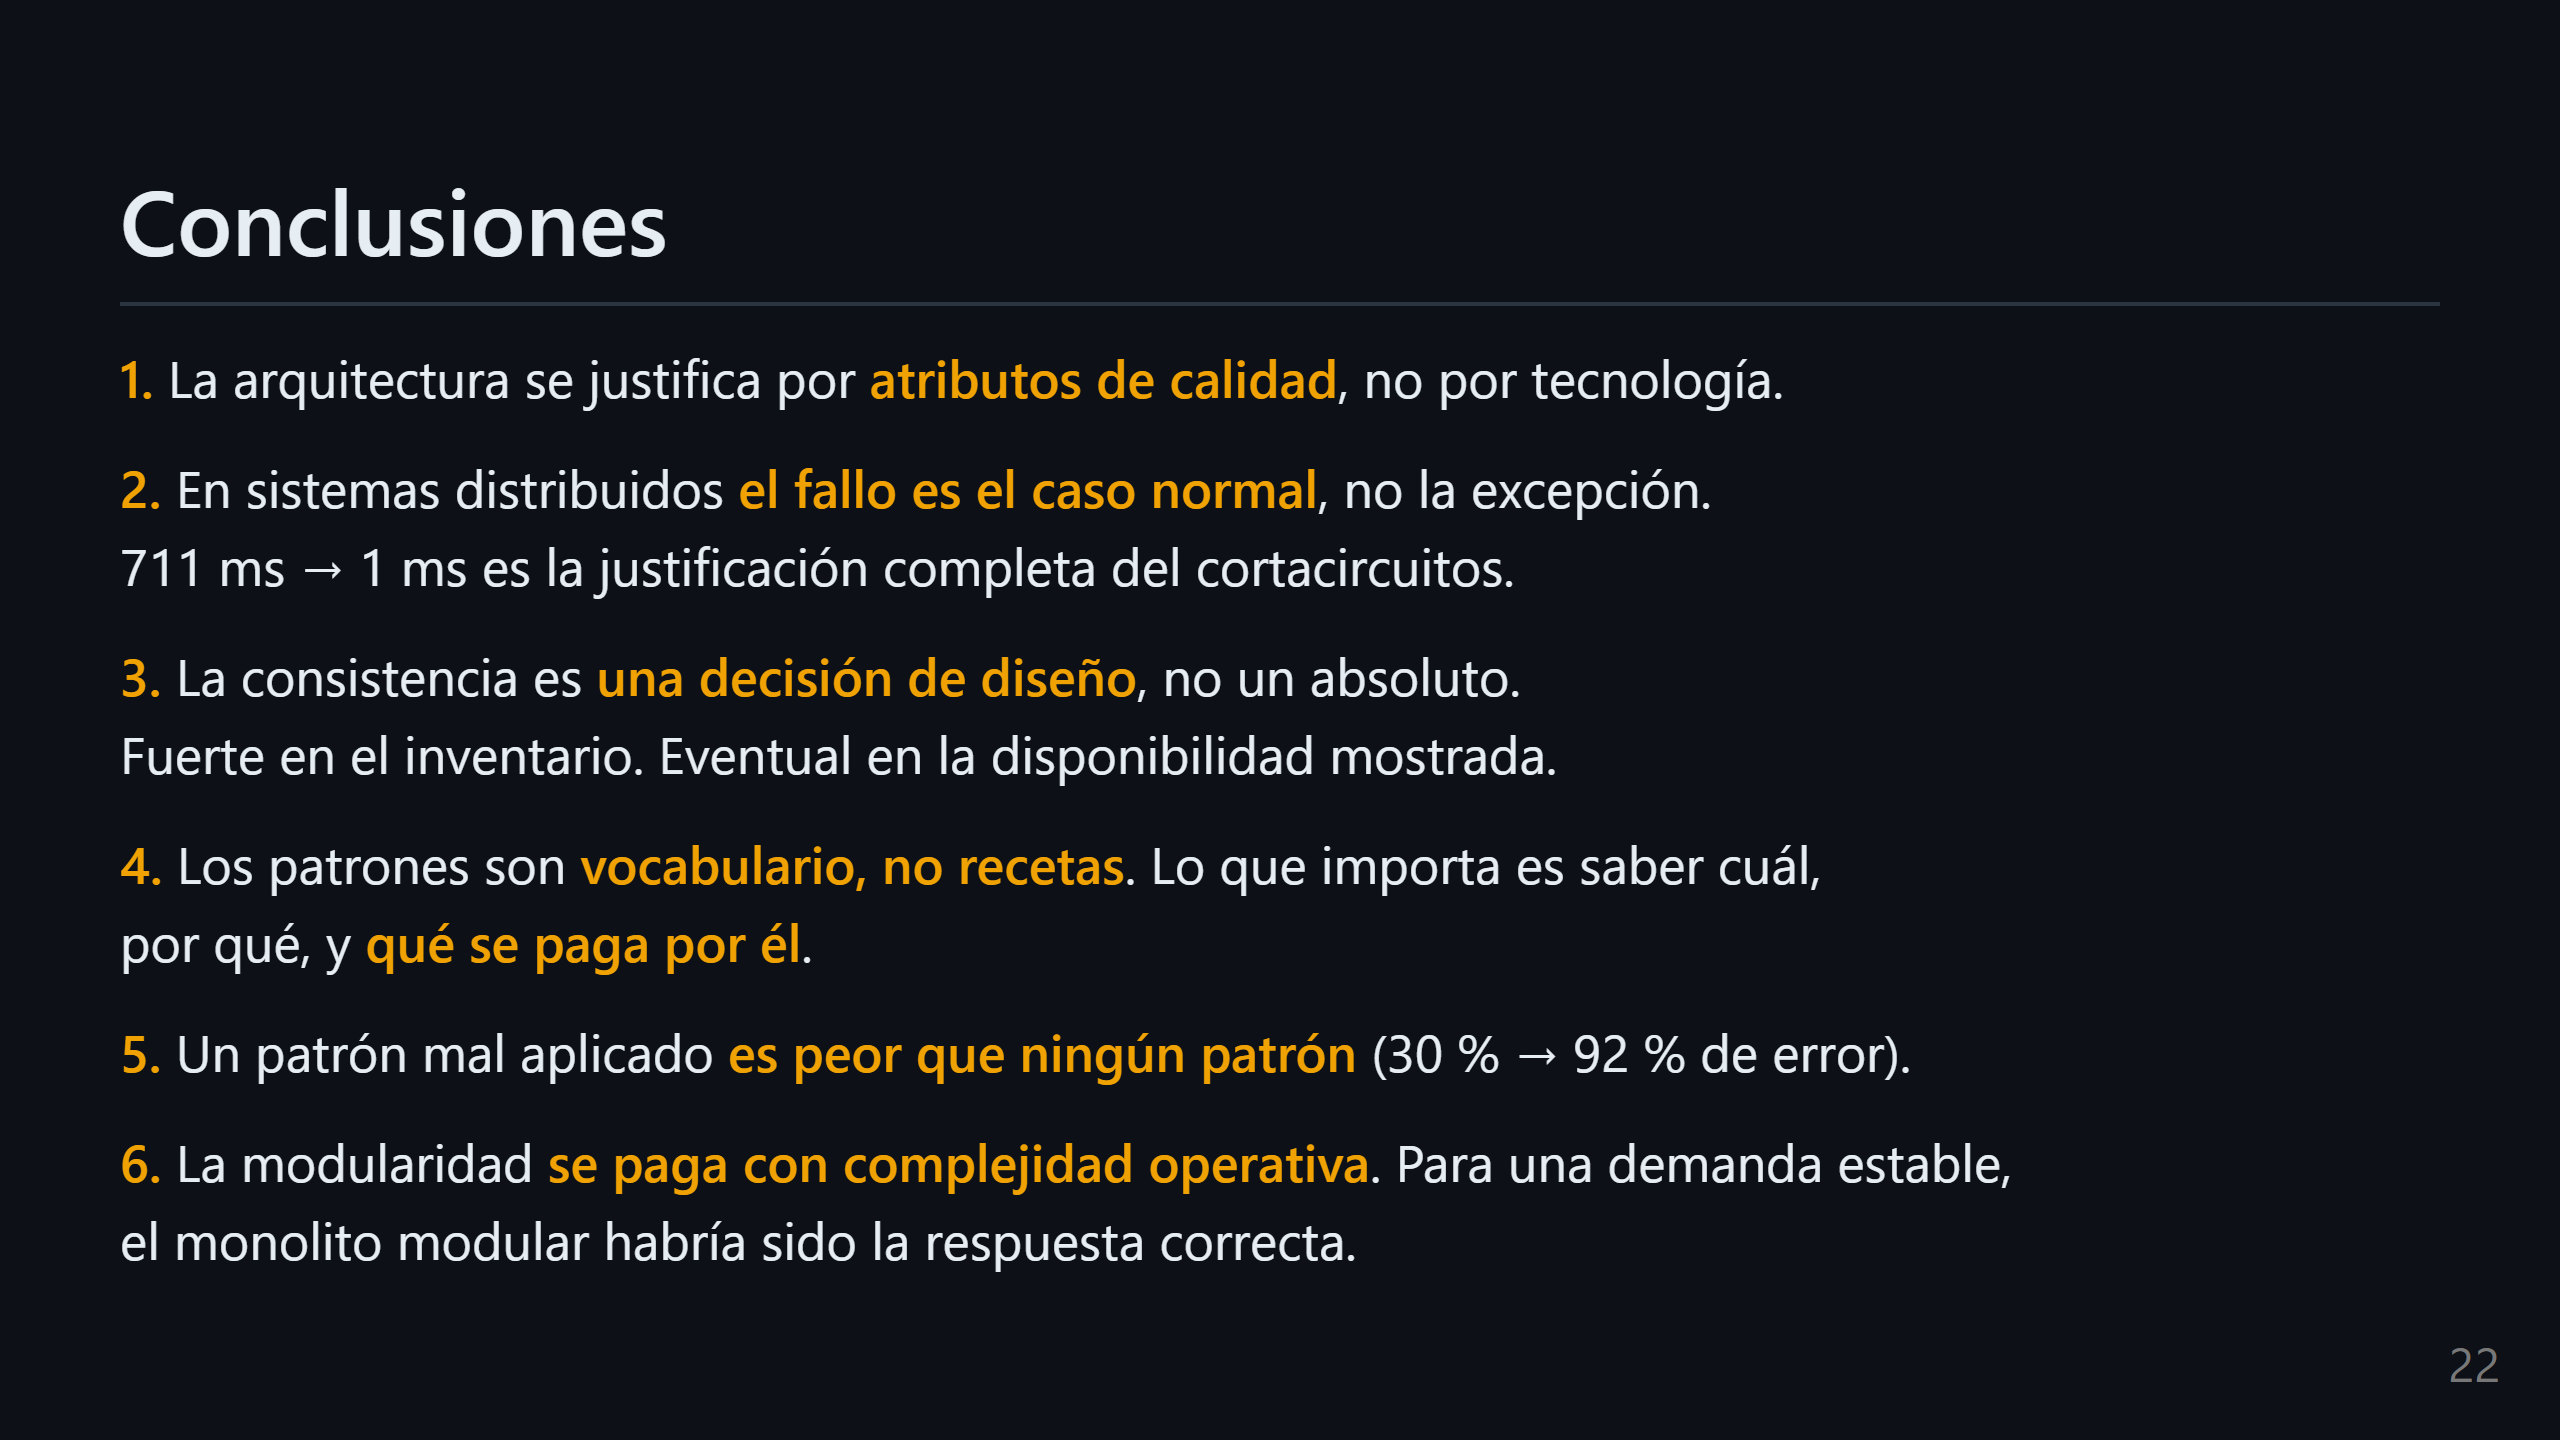 Conclusiones
1. La arquitectura se justifica por atributos de calidad, no por tecnología.
2. En sistemas distribuidos el fallo es el caso normal, no la excepción.
711 ms → 1 ms es la justificación completa del cortacircuitos.
3. La consistencia es una decisión de diseño, no un absoluto.
Fuerte en el inventario. Eventual en la disponibilidad mostrada.
4. Los patrones son vocabulario, no recetas. Lo que importa es saber cuál,
por qué, y qué se paga por él.
5. Un patrón mal aplicado es peor que ningún patrón (30 % → 92 % de error).
6. La modularidad se paga con complejidad operativa. Para una demanda estable,
el monolito modular habría sido la respuesta correcta.
22